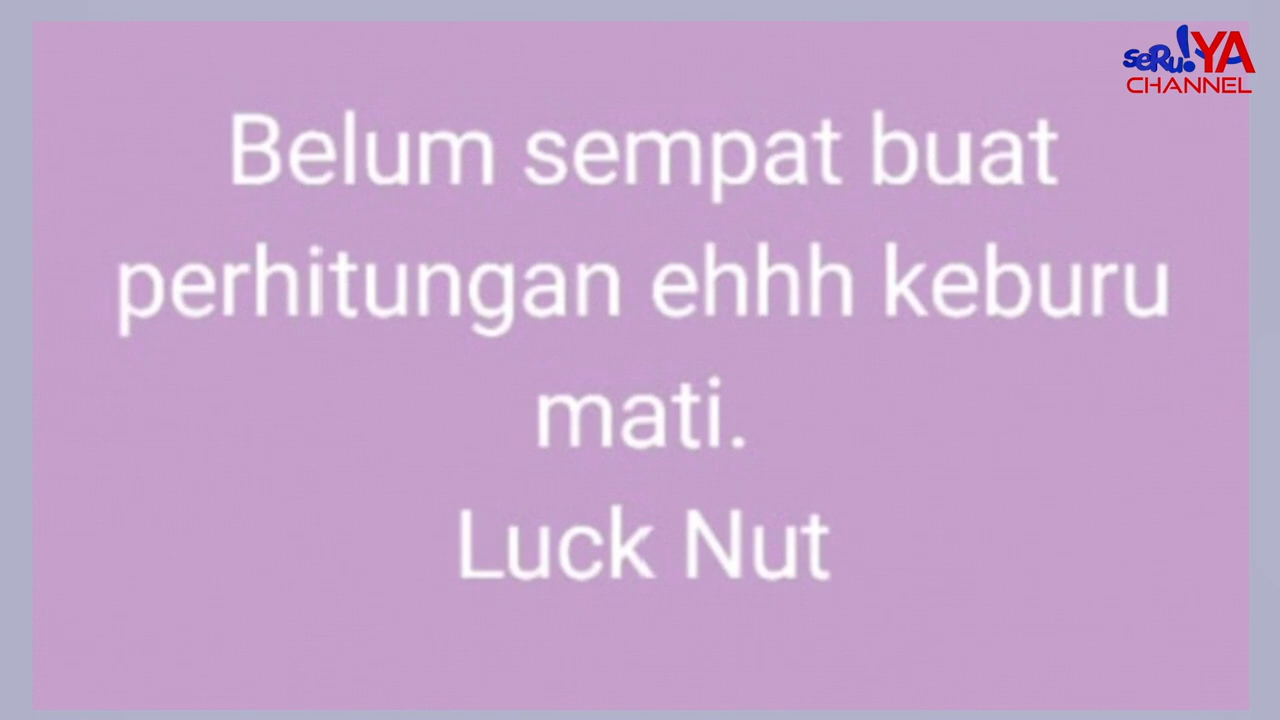 seRu!YA
CHANNEL
Belum sempat buat
perhitungan ehhh keburu
mati.
Luck Nut